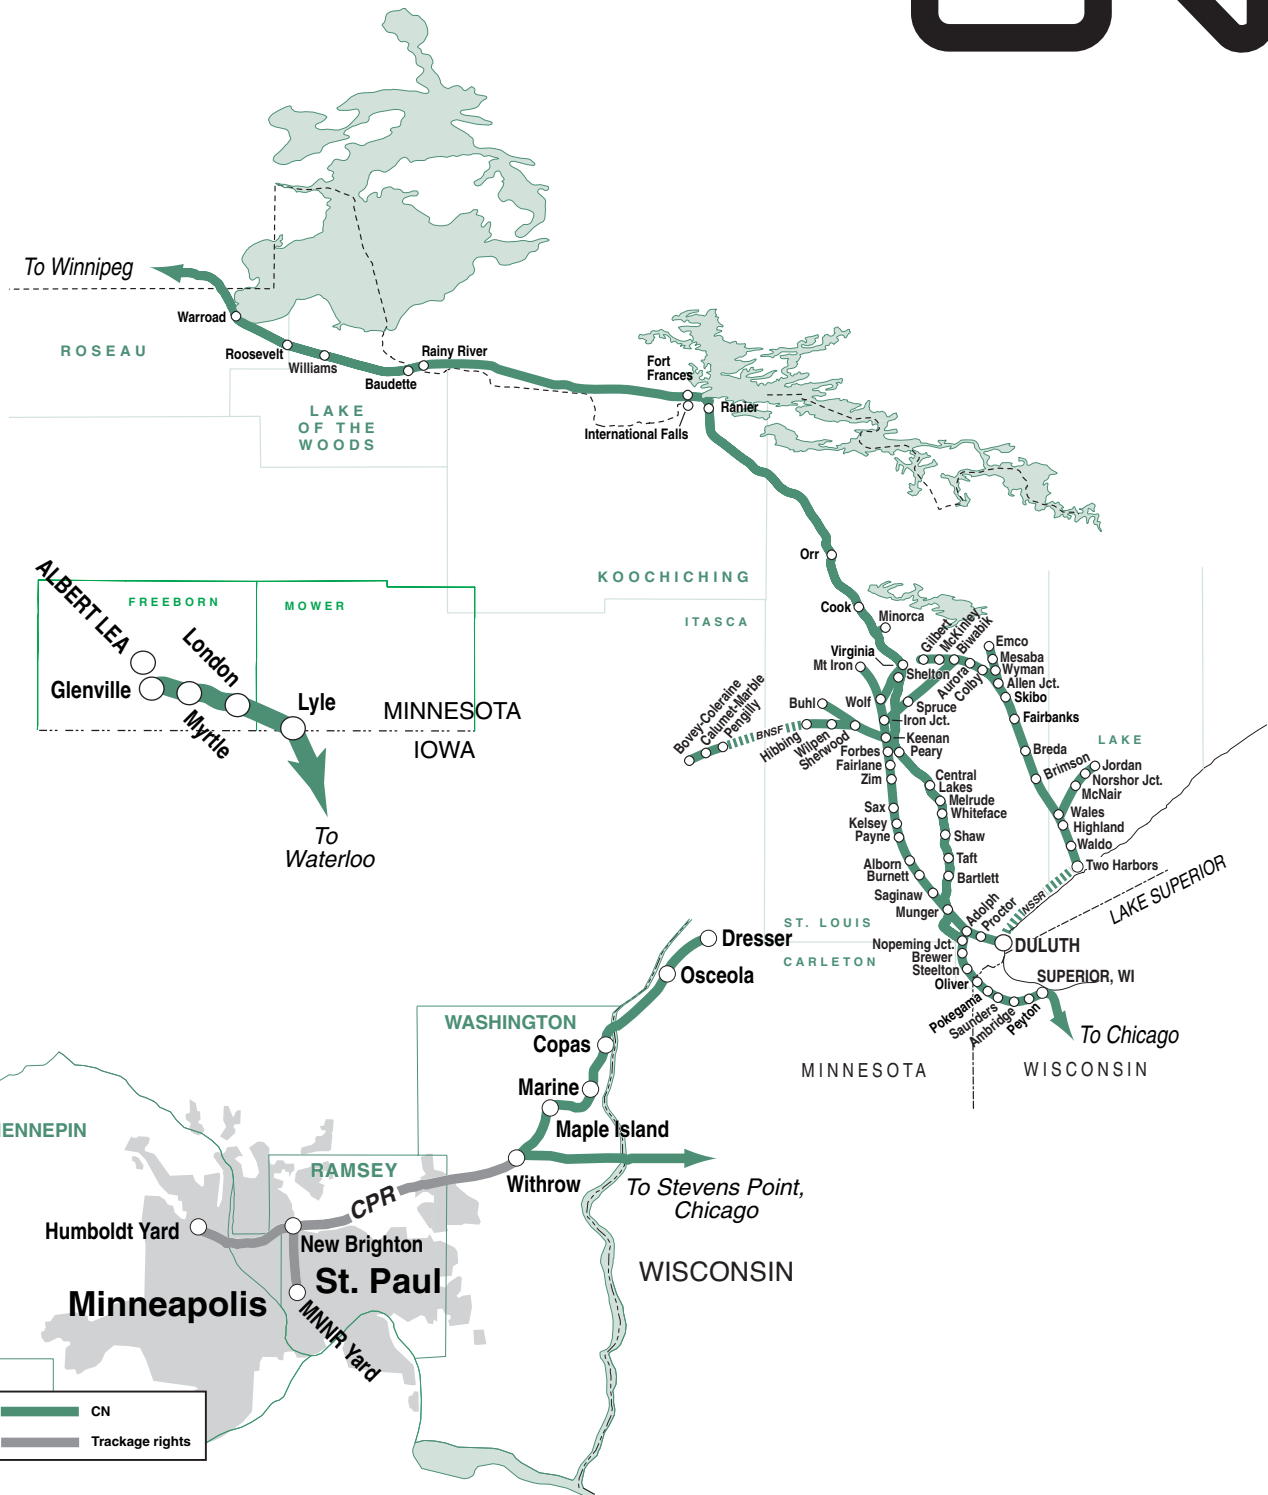 To Winnipeg
Warroad
ROSEAU
Roosevelt
Williams
Baudette
Rainy River
LAKE
OF THE
WOODS
Fort
Frances
Ranier
International Falls
Orr
KOOCHICHING
ITASCA
Cook
Minorca
Virginia
Mt Iron
Shelton
Gilbert
McKinley
Biwabik
Aurora
Colby
Emco
Mesaba
Wyman
Allen Jct.
Skibo
Fairbanks
Breda
Brimson
LAKE
Jordan
Norshor Jct.
McNair
Wales
Highland
Waldo
Two Harbors
Wolf
Spruce
Iron Jct.
Keenan
Peary
Buhl
Bovey-Coleraine
Calumet-Marble
Pengilly
BNSF
Hibbing
Wilpen
Sherwood
Forbes
Fairlane
Zim
Central
Lakes
Melrude
Whiteface
Sax
Kelsey
Payne
Shaw
Taft
Bartlett
Alborn
Burnett
Saginaw
Munger
Adolph
Proctor
NSSR
LAKE SUPERIOR
ST. LOUIS
CARLETON
Nopeming Jct.
Brewer
Steelton
Oliver
DULUTH
SUPERIOR, WI
Pokegama
Saunders
Ambridge
Peyton
To Chicago
MINNESOTA
WISCONSIN
ALBERT LEA
FREEBORN
MOWER
Glenville
London
Myrtle
Lyle
MINNESOTA
IOWA
To
Waterloo
Dresser
Osceola
WASHINGTON
Copas
Marine
Maple Island
ENNEPIN
RAMSEY
CPR
Withrow
To Stevens Point,
Chicago
Humboldt Yard
New Brighton
St. Paul
Minneapolis
MNNR Yard
WISCONSIN
CN
Trackage rights